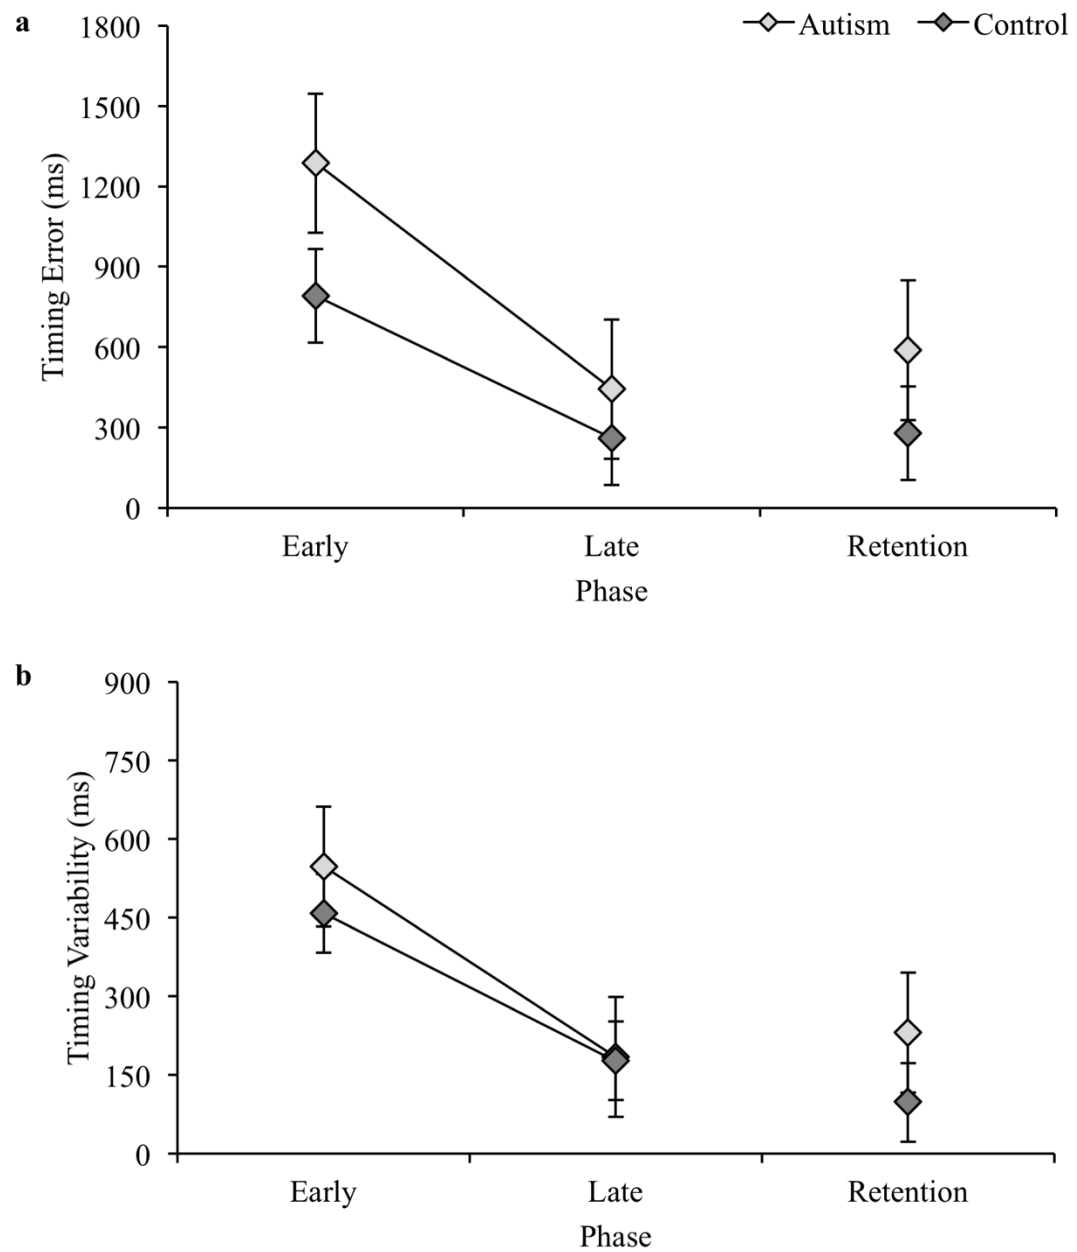 a
Autism Control
1800
1500
1200
900
600
300
0
Timing Error (ms)
Early Late Retention
Phase
b
900
750
600
450
300
150
0
Timing Variability (ms)
Early Late Retention
Phase